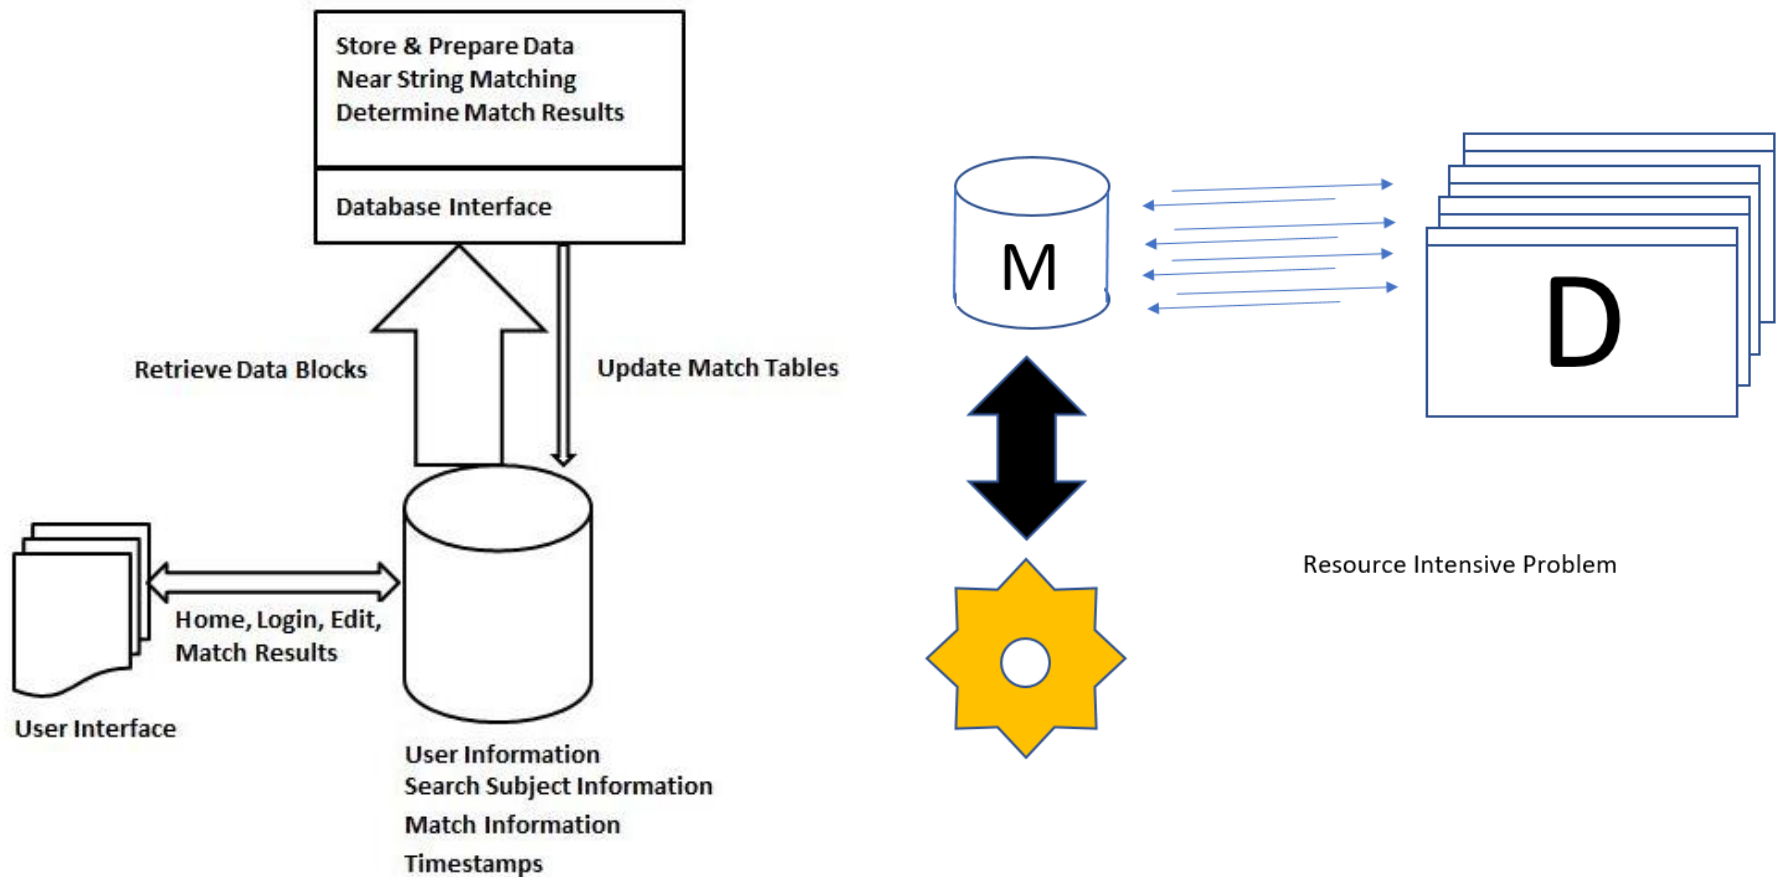 Store & Prepare Data
Near String Matching
Determine Match Results
Database Interface
Retrieve Data Blocks
Update Match Tables
Home, Login, Edit,
Match Results
User Interface
User Information
Search Subject Information
Match Information
Timestamps
M
D
Resource Intensive Problem